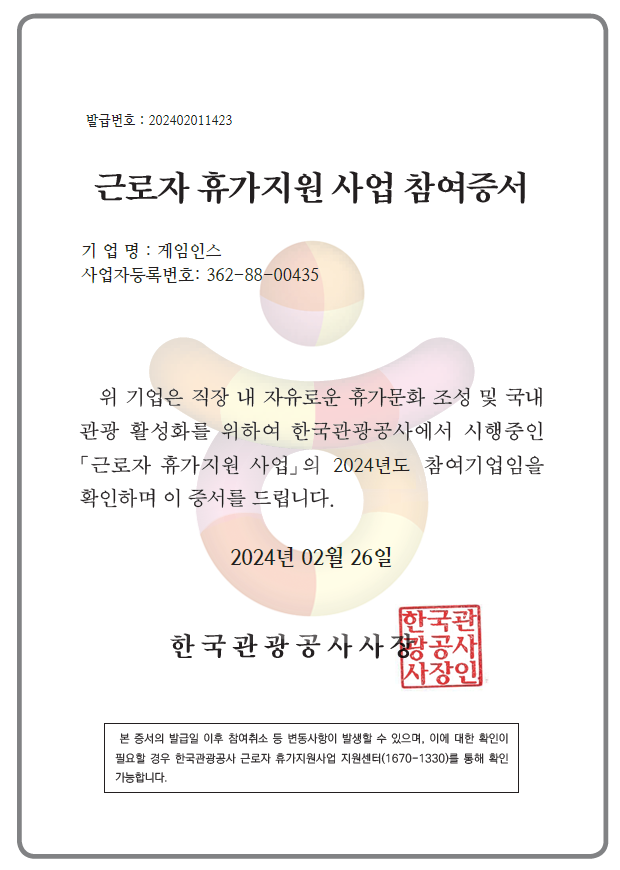 발급번호 : 202402011423
근로자 휴가지원 사업 참여증서
기 업 명 : 게임인스
사업자등록번호: 362-88-00435
위 기업은 직장 내 자유로운 휴가문화 조성 및 국내
관광 활성화를 위하여 한국관광공사에서 시행중인
「근로자 휴가지원 사업」의 2024년도 참여기업임을
확인하며 이 증서를 드립니다.
2024년 02월 26일
한국관광공사사장
한국관
광공사
사장인
본 증서의 발급일 이후 참여취소 등 변동사항이 발생할 수 있으며, 이에 대한 확인이
필요할 경우 한국관광공사 근로자 휴가지원사업 지원센터(1670-1330)를 통해 확인
가능합니다.